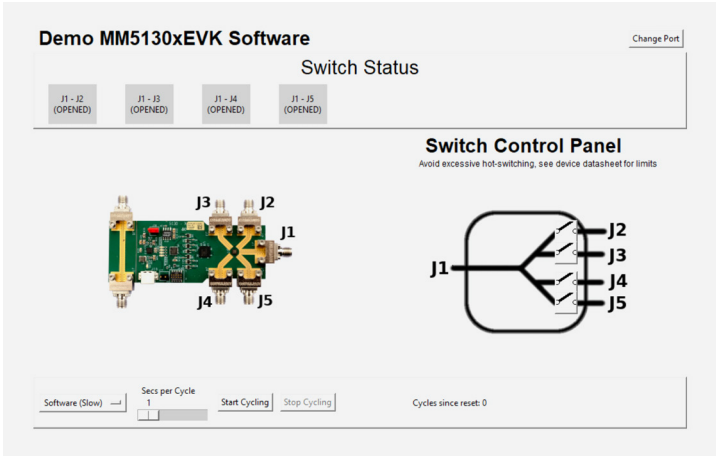 Demo MM5130xEVK Software
Change Port
Switch Status
J1 - J2
(OPENED)
J1 - J3
(OPENED)
J1 - J4
(OPENED)
J1 - J5
(OPENED)
Switch Control Panel
Avoid excessive hot-switching, see device datasheet for limits
J3
J2
J1
J4
J5
J1
J2
J3
J4
J5
Software (Slow)
Secs per Cycle
1
Start Cycling
Stop Cycling
Cycles since reset: 0